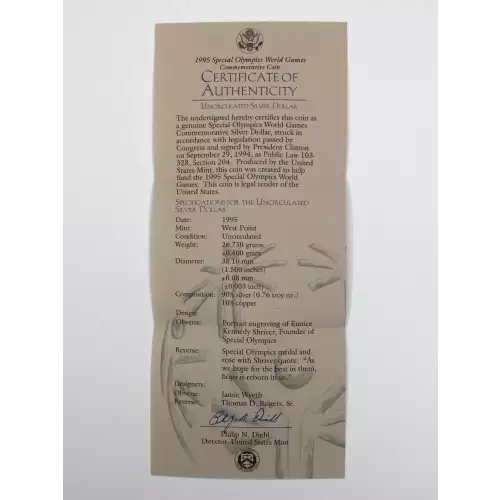 1995 Special Olympics World Games
Commemorative Coin
CERTIFICATE OF
AUTHENTICITY
UNCIRCULATED SILVER DOLLAR
The undersigned hereby certifies this coin as
a genuine Special Olympics World Games
Commemorative Silver Dollar, struck in
accordance with legislation passed by
Congress and signed by President Clinton
on September 29, 1994, as Public Law 103-
328, Section 204. Produced by the United
States Mint, this coin was created to help
fund the 1995 Special Olympics World
Games. This coin is legal tender of the
United States.
SPECIFICATIONS FOR THE UNCIRCULATED
SILVER DOLLAR
Date: 1995
Mint: West Point
Condition: Uncirculated
Weight: 26.730 grams
±0.400 gram
Diameter: 38.10 mm
(1.500 inches)
±0.08 mm
(±0.003 inch)
Composition: 90% silver (0.76 troy oz.)
10% copper
Design:
Obverse: Portrait engraving of Eunice
Kennedy Shriver, Founder of
Special Olympics
Reverse: Special Olympics medal and
rose with Shriver quote: "As
we hope for the best in them,
hope is reborn in us."
Designers:
Obverse: Jamie Wyeth
Reverse: Thomas D. Rogers, Sr.
Philip N. Diehl
Director, United States Mint